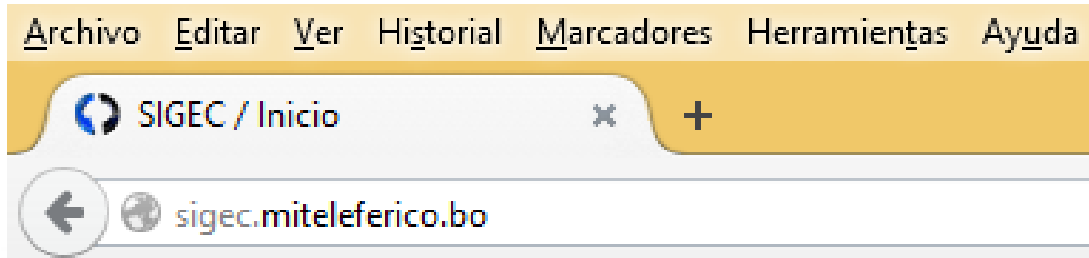 Archivo Editar Ver Historial Marcadores Herramientas Ayuda
SIGEC / Inicio
sigec.miteleferico.bo